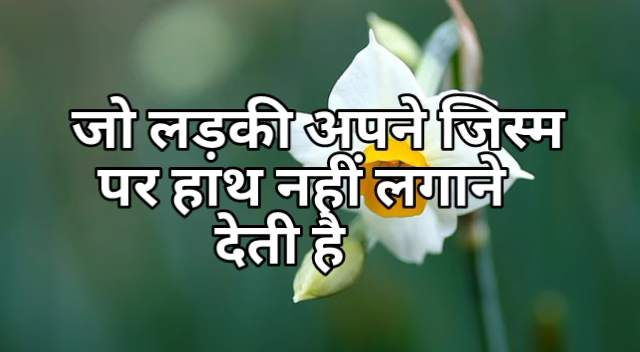 जो लड़की अपने जिस्म
पर हाथ नहीं लगाने
देती है